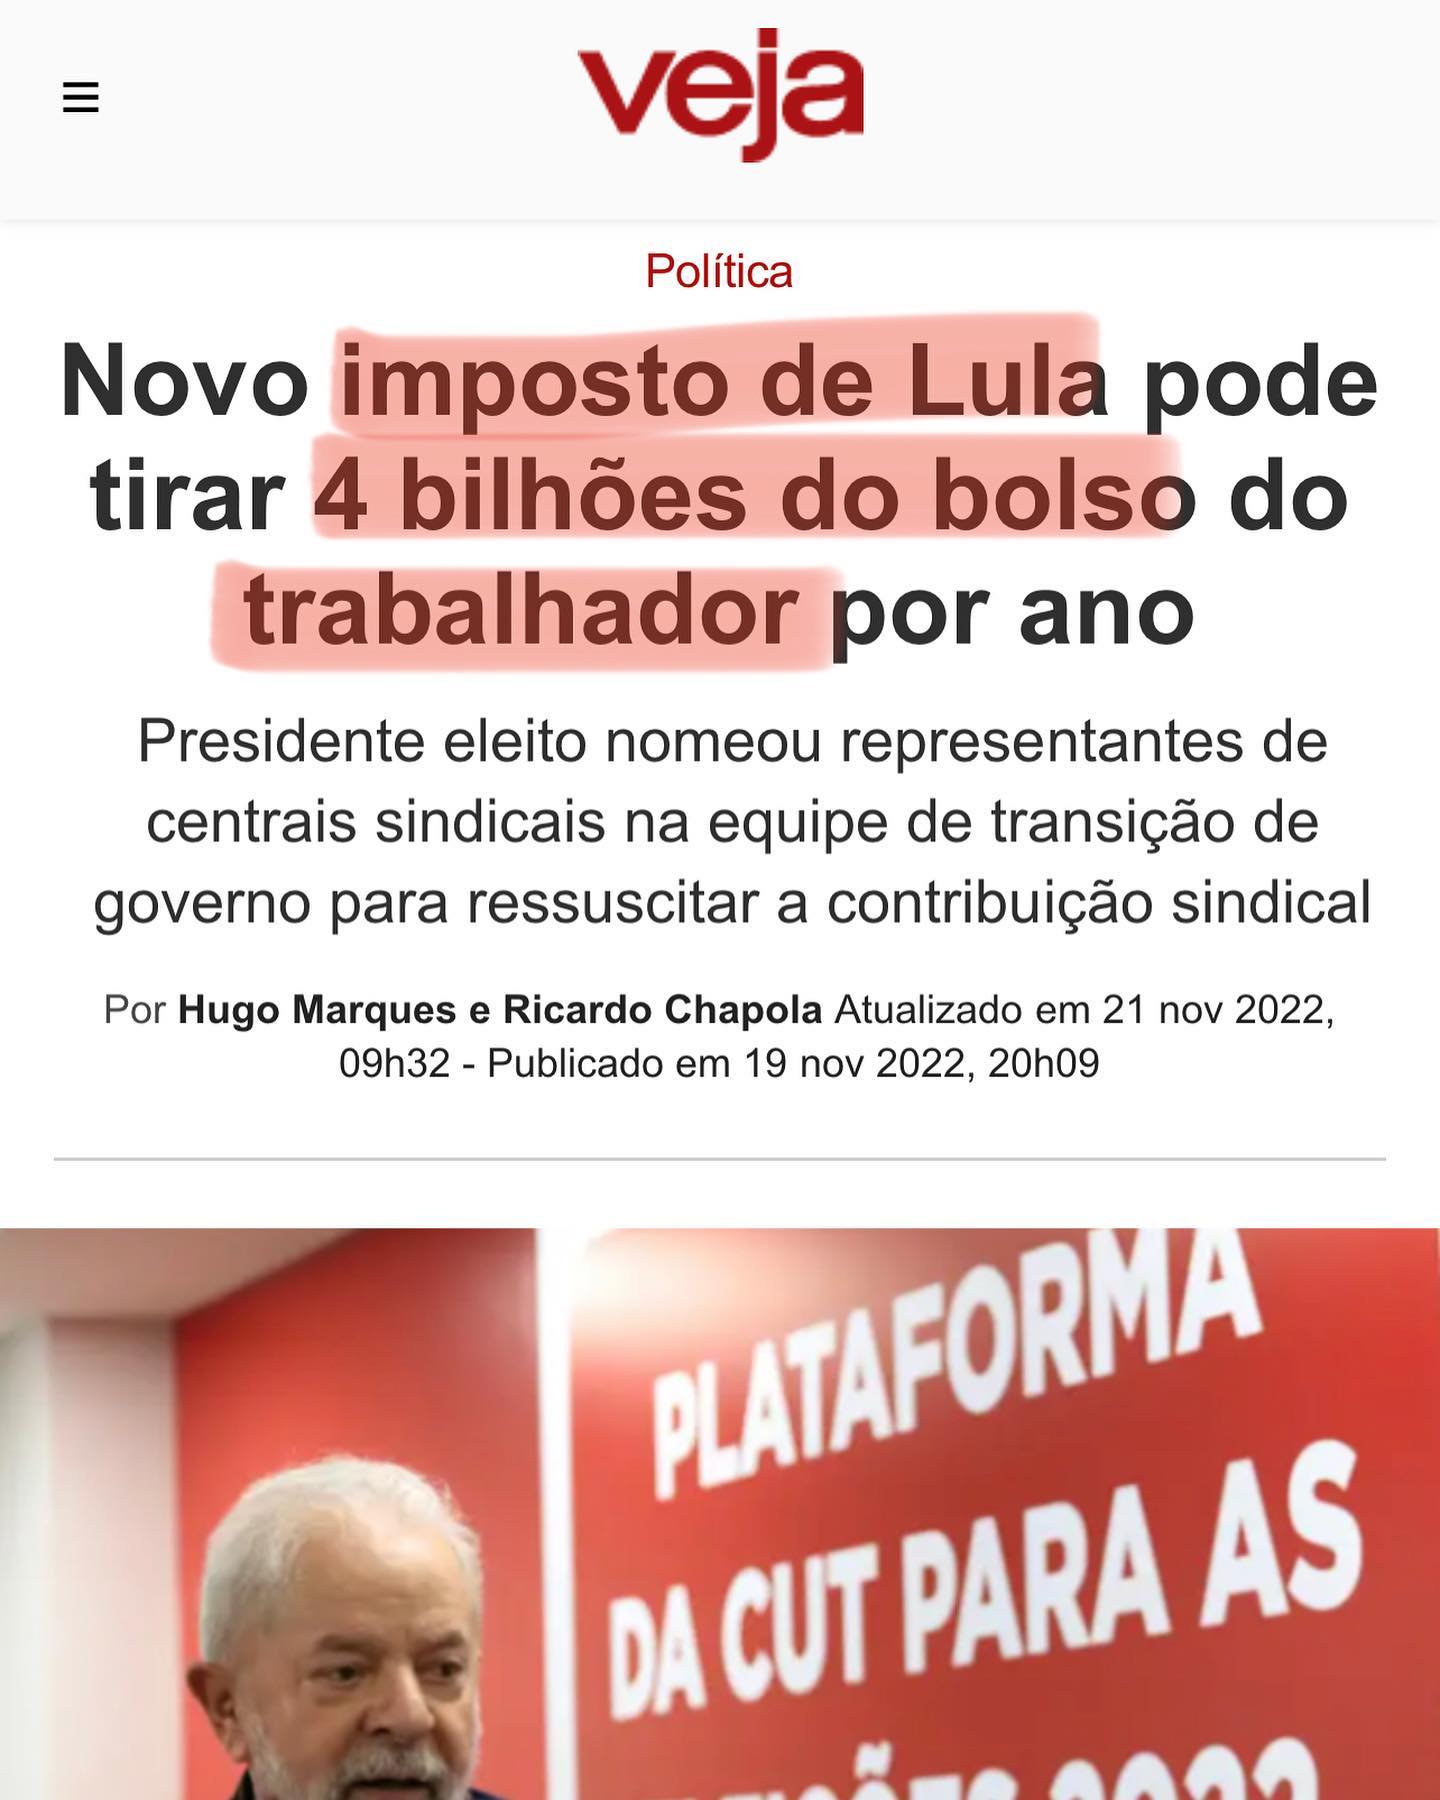 veja
Política
Novo imposto de Lula pode
tirar 4 bilhões do bolso do
trabalhador por ano
Presidente eleito nomeou representantes de
centrais sindicais na equipe de transição de
governo para ressuscitar a contribuição sindical
Por Hugo Marques e Ricardo Chapola Atualizado em 21 nov 2022,
09h32 - Publicado em 19 nov 2022, 20h09
PLATAFORMA
DA CUT PARA AS